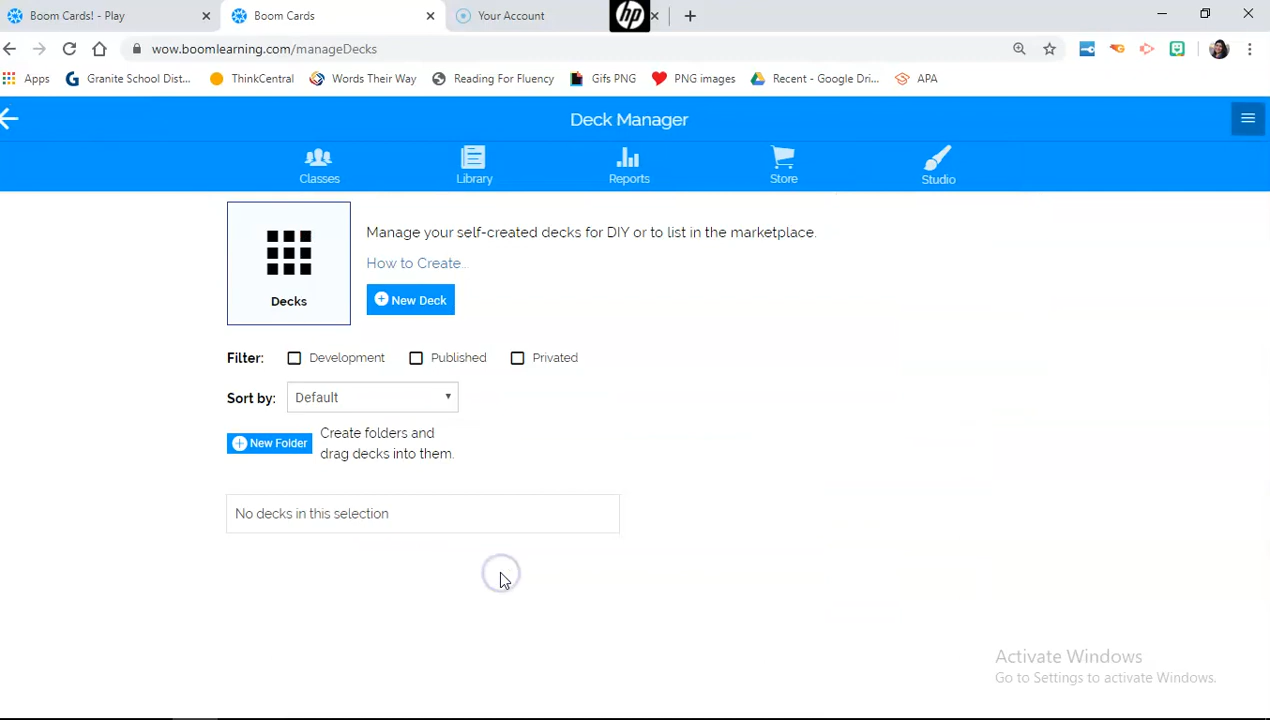 Boom Cards! - Play
Boom Cards
Your Account
hp
wow.boomlearning.com/manageDecks
Apps
Granite School Dist...
ThinkCentral
Words Their Way
Reading For Fluency
Gifs PNG
PNG images
Recent - Google Dri...
APA
Deck Manager
Classes
Library
Reports
Store
Studio
Decks
Manage your self-created decks for DIY or to list in the marketplace.
How to Create...
New Deck
Filter:
Development
Published
Privated
Sort by:
Default
New Folder
Create folders and
drag decks into them.
No decks in this selection
Activate Windows
Go to Settings to activate Windows.